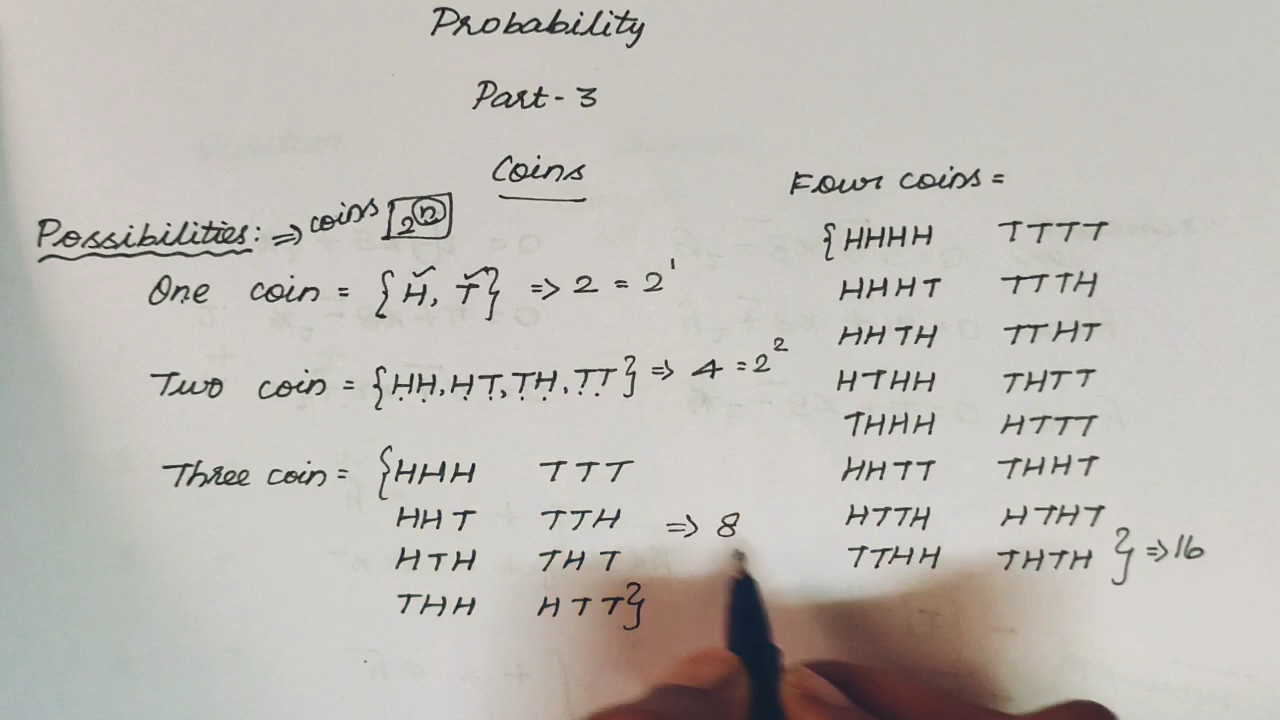 Probability
Part-3
Coins
Possibilities: ⇒ coins 2ⁿ
One coin = {H, T} ⇒ 2 = 2¹
Two coin = {HH, HT, TH, TT} ⇒ 4 = 2²
Three coin = {HHH TTT
HHT TTH ⇒ 8
HTH THT
THH HTT}
Four coins =
{HHHH TTTT
HHHT TTTH
HHTH TTHT
HTHH THTT
THHH HTTT
HHTT THHT
HTTH HTHT
TTHH THTH } ⇒ 16